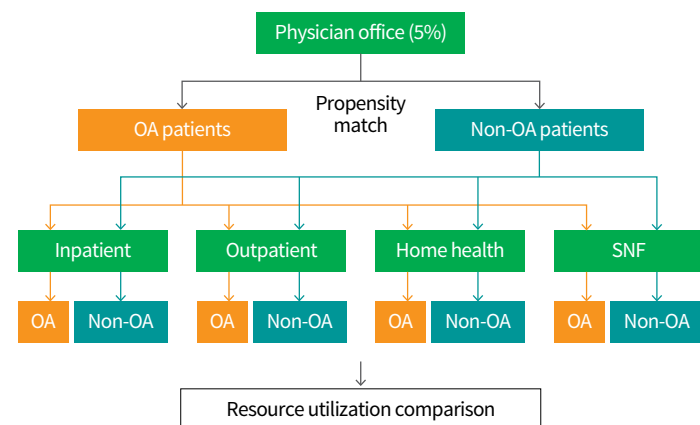 Physician office (5%)
Propensity
match
OA patients
Non-OA patients
Inpatient
Outpatient
Home health
SNF
OA
Non-OA
OA
Non-OA
OA
Non-OA
OA
Non-OA
Resource utilization comparison